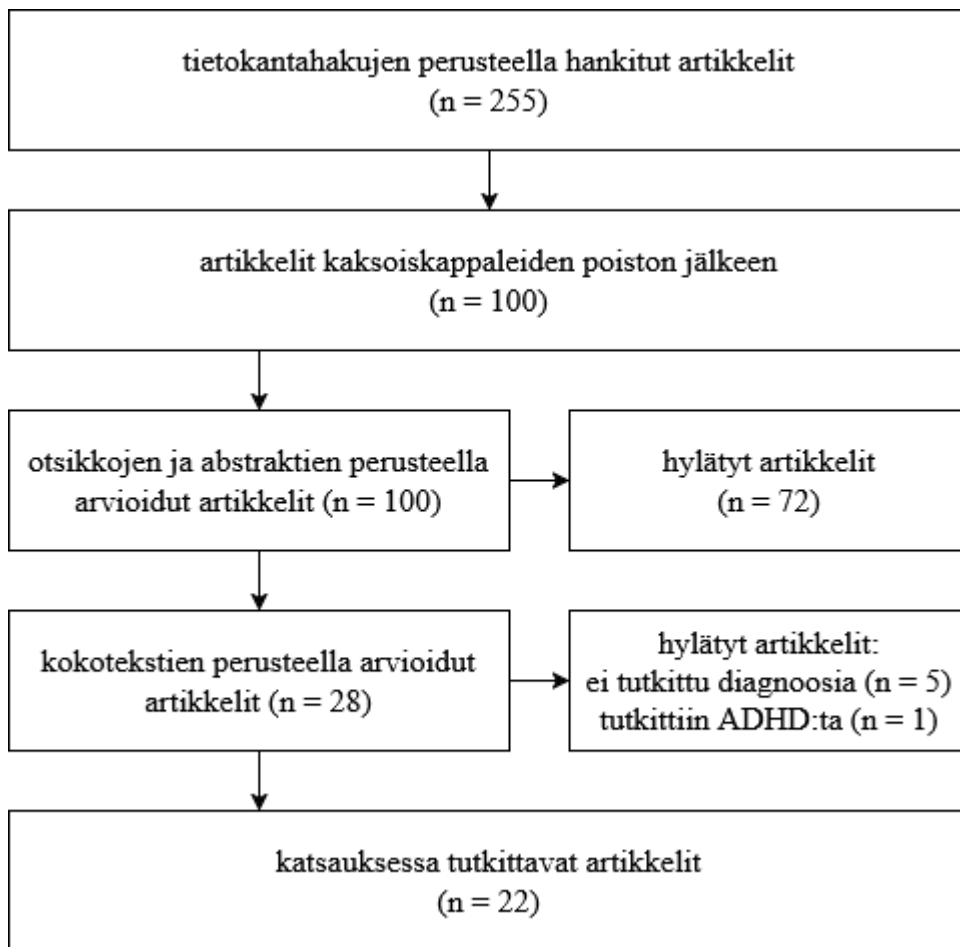 tietokantahakujen perusteella hankitut artikkelit
(n = 255)
artikkelit kaksoiskappaleiden poiston jälkeen
(n = 100)
otsikkojen ja abstraktien perusteella
arvioidut artikkelit (n = 100)
hylätyt artikkelit
(n = 72)
kokotekstien perusteella arvioidut
artikkelit (n = 28)
hylätyt artikkelit:
ei tutkittu diagnoosia (n = 5)
tutkittiin ADHD:ta (n = 1)
katsauksessa tutkittavat artikkelit
(n = 22)